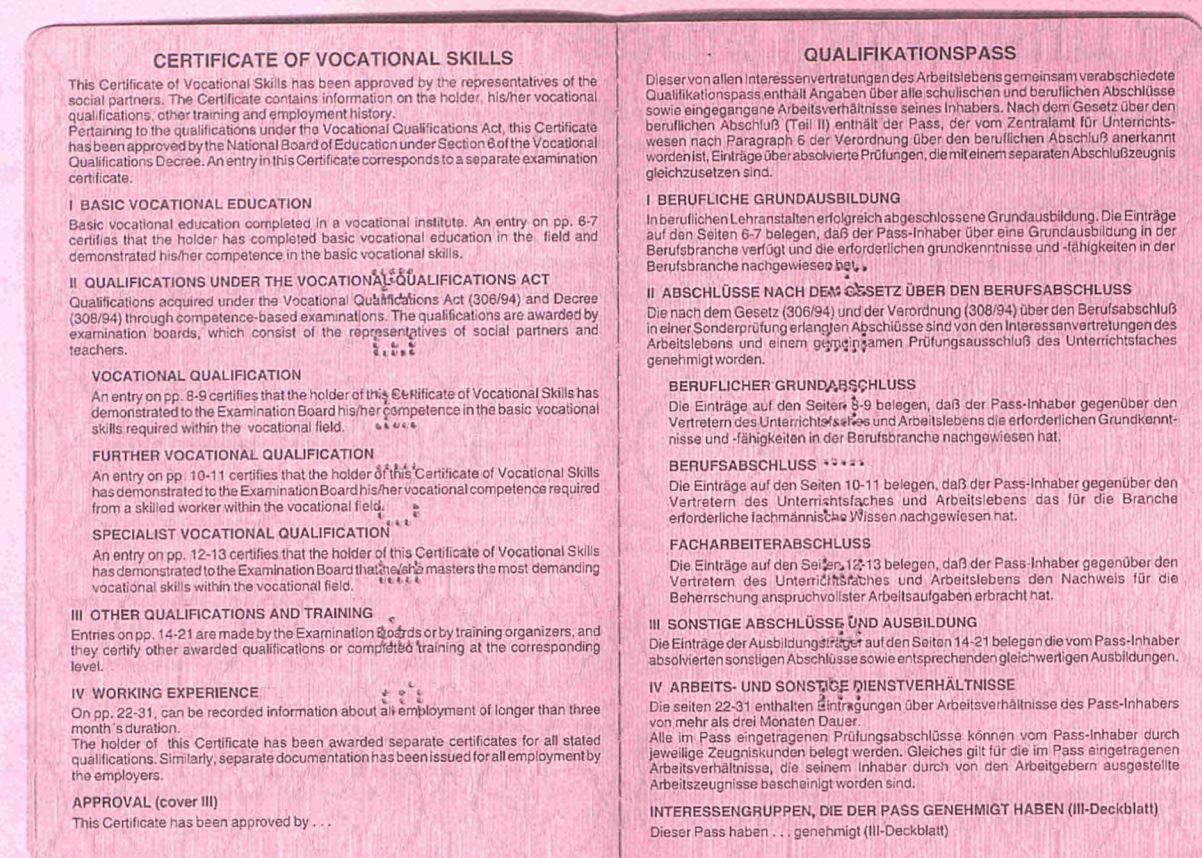 CERTIFICATE OF VOCATIONAL SKILLS
This Certificate of Vocational Skills has been approved by the representatives of the
social partners. The Certificate contains information on the holder, his/her vocational
qualifications, other training and employment history.
Pertaining to the qualifications under the Vocational Qualifications Act, this Certificate
has been approved by the National Board of Education under Section 6 of the Vocational
Qualifications Decree. An entry in this Certificate corresponds to a separate examination
certificate.
I BASIC VOCATIONAL EDUCATION
Basic vocational education completed in a vocational institute. An entry on pp. 6-7
certifies that the holder has completed basic vocational education in the field and
demonstrated his/her competence in the basic vocational skills.
II QUALIFICATIONS UNDER THE VOCATIONAL QUALIFICATIONS ACT
Qualifications acquired under the Vocational Qualifications Act (306/94) and Decree
(308/94) through competence-based examinations. The qualifications are awarded by
examination boards, which consist of the representatives of social partners and
teachers.
VOCATIONAL QUALIFICATION
An entry on pp. 8-9 certifies that the holder of this Certificate of Vocational Skills has
demonstrated to the Examination Board his/her competence in the basic vocational
skills required within the vocational field.
FURTHER VOCATIONAL QUALIFICATION
An entry on pp. 10-11 certifies that the holder of this Certificate of Vocational Skills
has demonstrated to the Examination Board his/her vocational competence required
from a skilled worker within the vocational field.
SPECIALIST VOCATIONAL QUALIFICATION
An entry on pp. 12-13 certifies that the holder of this Certificate of Vocational Skills
has demonstrated to the Examination Board that he/she masters the most demanding
vocational skills within the vocational field.
III OTHER QUALIFICATIONS AND TRAINING
Entries on pp. 14-21 are made by the Examination Boards or by training organizers, and
they certify other awarded qualifications or completed training at the corresponding
level.
IV WORKING EXPERIENCE
On pp. 22-31, can be recorded information about all employment of longer than three
month´s duration.
The holder of this Certificate has been awarded separate certificates for all stated
qualifications. Similarly, separate documentation has been issued for all employment by
the employers.
APPROVAL (cover III)
This Certificate has been approved by . . .
QUALIFIKATIONSPASS
Dieser von allen Interessenvertretungen des Arbeitslebens gemeinsam verabschiedete
Qualifikationspass enthält Angaben über alle schulischen und beruflichen Abschlüsse
sowie eingegangene Arbeitsverhältnisse seines Inhabers. Nach dem Gesetz über den
beruflichen Abschluß (Teil II) enthält der Pass, der vom Zentralamt für Unterrichts-
wesen nach Paragraph 6 der Verordnung über den beruflichen Abschluß anerkannt
worden ist, Einträge über absolvierte Prüfungen, die mit einem separaten Abschlußzeugnis
gleichzusetzen sind.
I BERUFLICHE GRUNDAUSBILDUNG
In beruflichen Lehranstalten erfolgreich abgeschlossene Grundausbildung. Die Einträge
auf den Seiten 6-7 belegen, daß der Pass-Inhaber über eine Grundausbildung in der
Berufsbranche verfügt und die erforderlichen grundkenntnisse und -fähigkeiten in der
Berufsbranche nachgewiesen hat.
II ABSCHLÜSSE NACH DEM GESETZ ÜBER DEN BERUFSABSCHLUSS
Die nach dem Gesetz (306/94) und der Verordnung (308/94) über den Berufsabschluß
in einer Sonderprüfung erlangten Abschlüsse sind von den Interessenvertretungen des
Arbeitslebens und einem gemeinsamen Prüfungsausschluß des Unterrichtsfaches
genehmigt worden.
BERUFLICHER GRUNDABSCHLUSS
Die Einträge auf den Seiten 8-9 belegen, daß der Pass-Inhaber gegenüber den
Vertretern des Unterrichtsfaches und Arbeitslebens die erforderlichen Grundkennt-
nisse und -fähigkeiten in der Berufsbranche nachgewiesen hat.
BERUFSABSCHLUSS
Die Einträge auf den Seiten 10-11 belegen, daß der Pass-Inhaber gegenüber den
Vertretern des Unterrichtsfaches und Arbeitslebens das für die Branche
erforderliche fachmännische Wissen nachgewiesen hat.
FACHARBEITERABSCHLUSS
Die Einträge auf den Seiten 12-13 belegen, daß der Pass-Inhaber gegenüber den
Vertretern des Unterrichtsfaches und Arbeitslebens den Nachweis für die
Beherrschung anspruchvollster Arbeitsaufgaben erbracht hat.
III SONSTIGE ABSCHLÜSSE UND AUSBILDUNG
Die Einträge der Ausbildungsträger auf den Seiten 14-21 belegen die vom Pass-Inhaber
absolvierten sonstigen Abschlüsse sowie entsprechenden gleichwertigen Ausbildungen.
IV ARBEITS- UND SONSTIGE DIENSTVERHÄLTNISSE
Die seiten 22-31 enthalten Eintragungen über Arbeitsverhältnisse des Pass-Inhabers
von mehr als drei Monaten Dauer.
Alle im Pass eingetragenen Prüfungsabschlüsse können vom Pass-Inhaber durch
jeweilige Zeugniskunden belegt werden. Gleiches gilt für die im Pass eingetragenen
Arbeitsverhältnisse, die seinem Inhaber durch von den Arbeitgebern ausgestellte
Arbeitszeugnisse bescheinigt worden sind.
INTERESSENGRUPPEN, DIE DER PASS GENEHMIGT HABEN (III-Deckblatt)
Dieser Pass haben . . . genehmigt (III-Deckblatt)